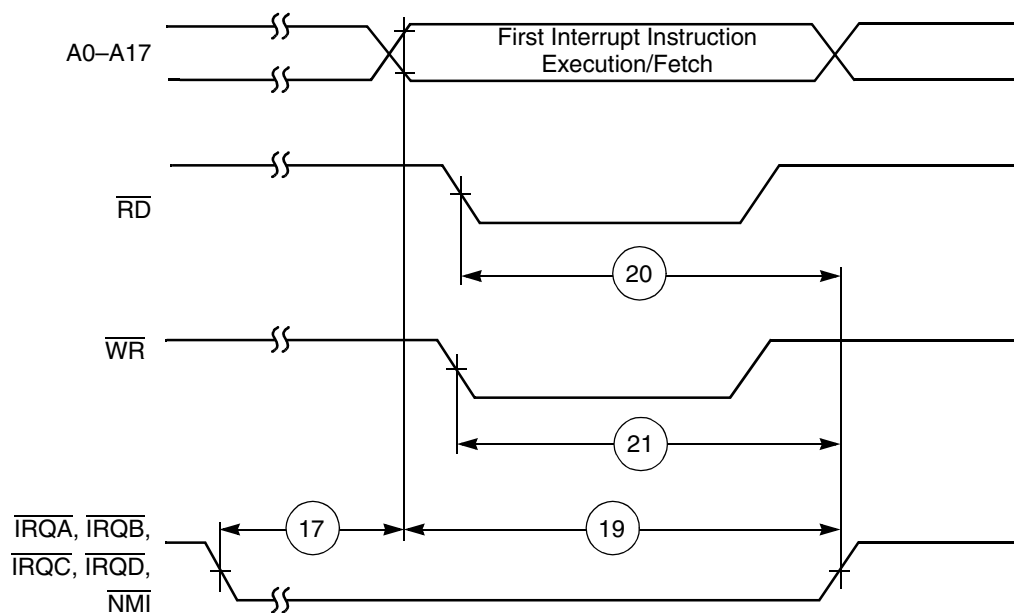 A0–A17
First Interrupt Instruction
Execution/Fetch
RD
20
WR
21
IRQA, IRQB,
IRQC, IRQD,
NMI
17
19